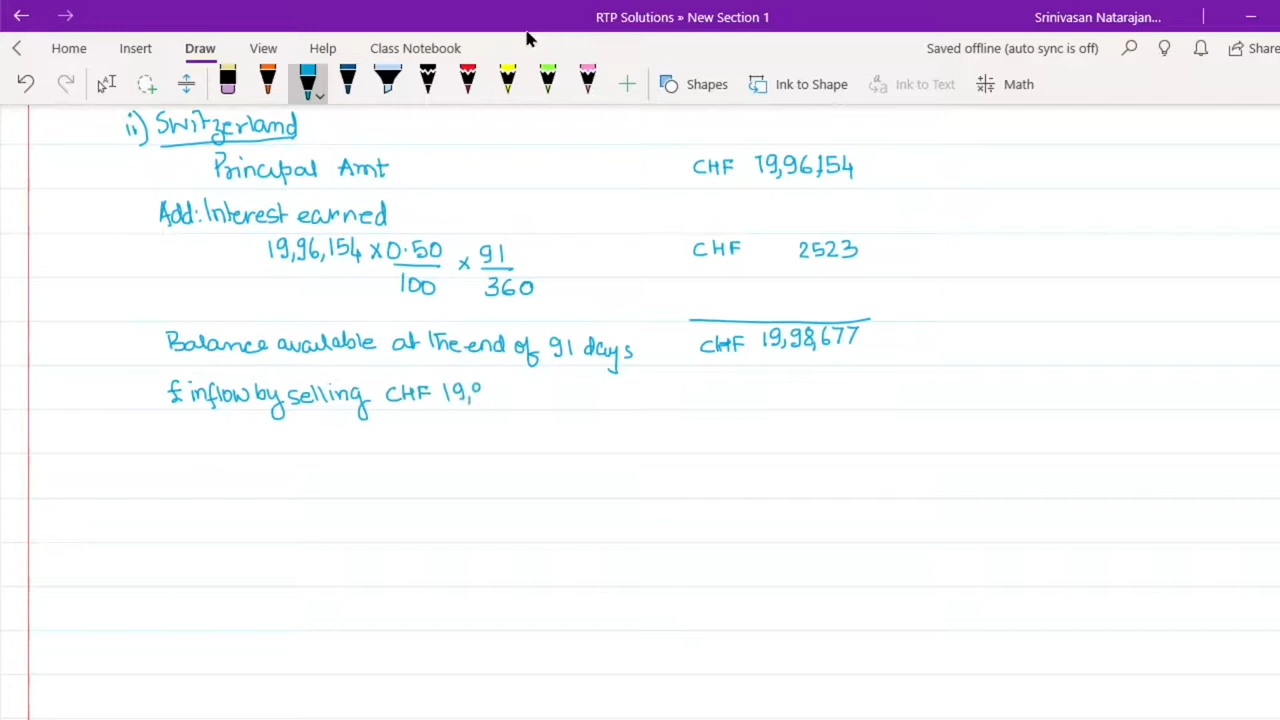 RTP Solutions » New Section 1
Srinivasan Natarajan...
Home Insert Draw View Help Class Notebook
Saved offline (auto sync is off)
Share
Shapes Ink to Shape Ink to Text Math
ii) Switzerland
Principal Amt CHF 19,96,154
Add: Interest earned
19,96,154 × 0.50/100 × 91/360 CHF 2523
Balance available at the end of 91 days CHF 19,98,677
£ inflow by selling CHF 19,